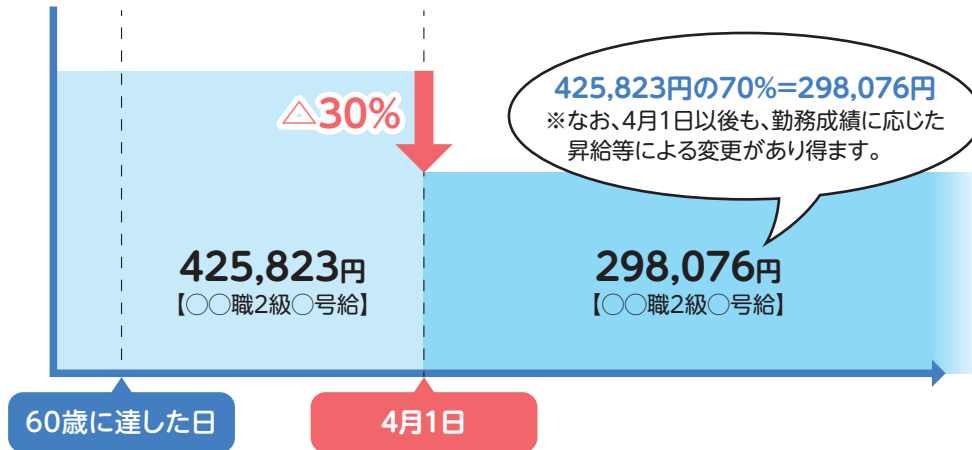 425,823円の70%=298,076円
※なお、4月1日以後も、勤務成績に応じた
昇給等による変更があり得ます。
△30%
425,823円
【○○職2級○号給】
298,076円
【○○職2級○号給】
60歳に達した日
4月1日